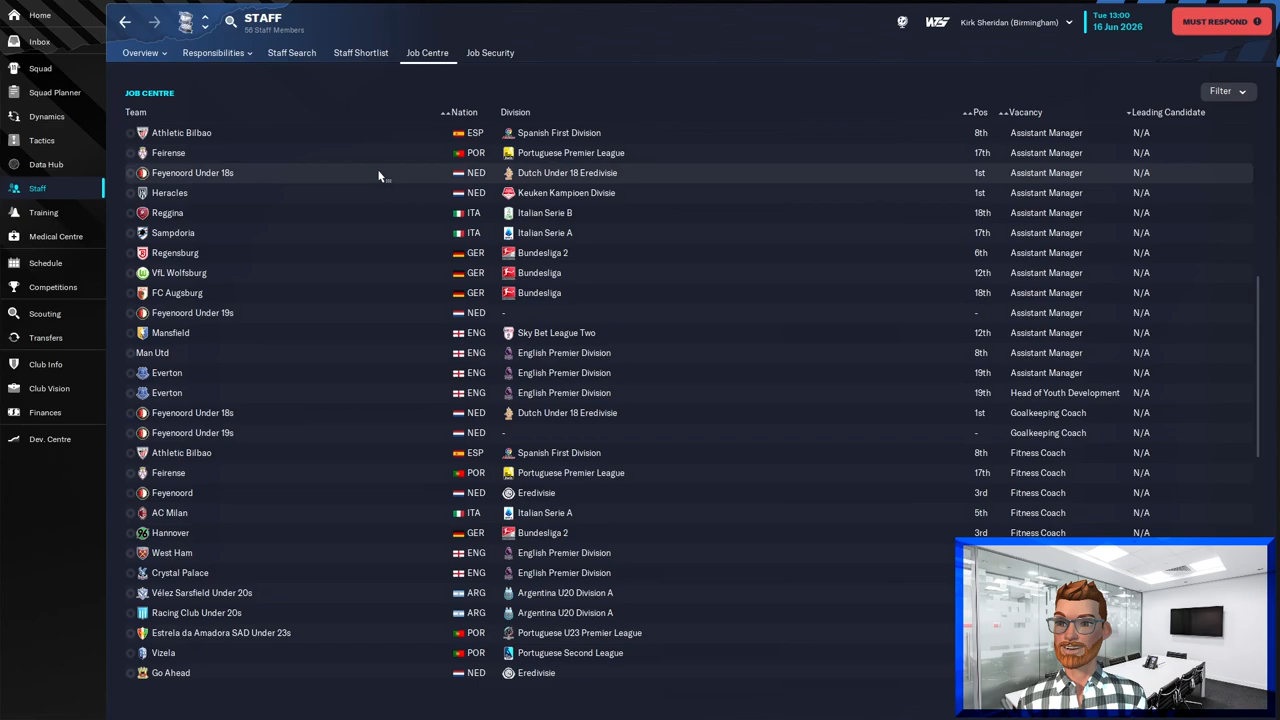 Home
Inbox
Squad
Squad Planner
Dynamics
Tactics
Data Hub
Staff
Training
Medical Centre
Schedule
Competitions
Scouting
Transfers
Club Info
Club Vision
Finances
Dev. Centre
STAFF
56 Staff Members
Kirk Sheridan (Birmingham)
Tue 13:00
16 Jun 2026
MUST RESPOND
Overview Responsibilities Staff Search Staff Shortlist Job Centre Job Security
JOB CENTRE
Filter
Team Nation Division Pos Vacancy Leading Candidate
Athletic Bilbao ESP Spanish First Division 8th Assistant Manager N/A
Feirense POR Portuguese Premier League 17th Assistant Manager N/A
Feyenoord Under 18s NED Dutch Under 18 Eredivisie 1st Assistant Manager N/A
Heracles NED Keuken Kampioen Divisie 1st Assistant Manager N/A
Reggina ITA Italian Serie B 18th Assistant Manager N/A
Sampdoria ITA Italian Serie A 17th Assistant Manager N/A
Regensburg GER Bundesliga 2 6th Assistant Manager N/A
VfL Wolfsburg GER Bundesliga 12th Assistant Manager N/A
FC Augsburg GER Bundesliga 18th Assistant Manager N/A
Feyenoord Under 19s NED - - Assistant Manager N/A
Mansfield ENG Sky Bet League Two 12th Assistant Manager N/A
Man Utd ENG English Premier Division 8th Assistant Manager N/A
Everton ENG English Premier Division 19th Assistant Manager N/A
Everton ENG English Premier Division 19th Head of Youth Development N/A
Feyenoord Under 18s NED Dutch Under 18 Eredivisie 1st Goalkeeping Coach N/A
Feyenoord Under 19s NED - - Goalkeeping Coach N/A
Athletic Bilbao ESP Spanish First Division 8th Fitness Coach N/A
Feirense POR Portuguese Premier League 17th Fitness Coach N/A
Feyenoord NED Eredivisie 3rd Fitness Coach N/A
AC Milan ITA Italian Serie A 5th Fitness Coach N/A
Hannover GER Bundesliga 2 3rd Fitness Coach N/A
West Ham ENG English Premier Division
Crystal Palace ENG English Premier Division
Vélez Sarsfield Under 20s ARG Argentina U20 Division A
Racing Club Under 20s ARG Argentina U20 Division A
Estrela da Amadora SAD Under 23s POR Portuguese U23 Premier League
Vizela POR Portuguese Second League
Go Ahead NED Eredivisie